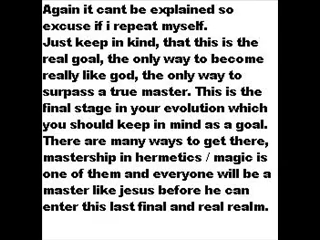 Again it cant be explained so
excuse if i repeat myself.
Just keep in kind, that this is the
real goal, the only way to become
really like god, the only way to
surpass a true master. This is the
final stage in your evolution which
you should keep in mind as a goal.
There are many ways to get there,
mastership in hermetics / magic is
one of them and everyone will be a
master like jesus before he can
enter this last final and real realm.